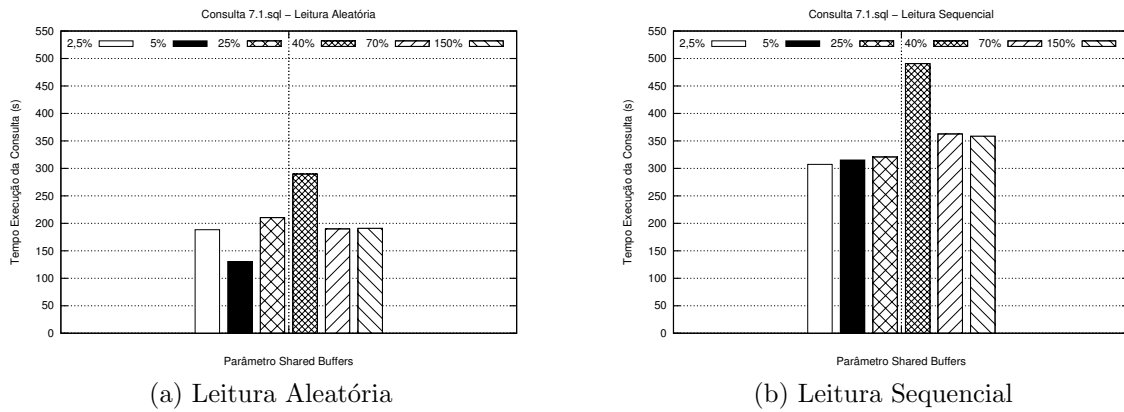 Consulta 7.1.sql − Leitura Aleatória
2,5% 5% 25% 40% 70% 150%
550
500
450
400
350
300
250
200
150
100
50
0
Tempo Execução da Consulta (s)
Parâmetro Shared Buffers
(a) Leitura Aleatória
Consulta 7.1.sql − Leitura Sequencial
2,5% 5% 25% 40% 70% 150%
550
500
450
400
350
300
250
200
150
100
50
0
Tempo Execução da Consulta (s)
Parâmetro Shared Buffers
(b) Leitura Sequencial